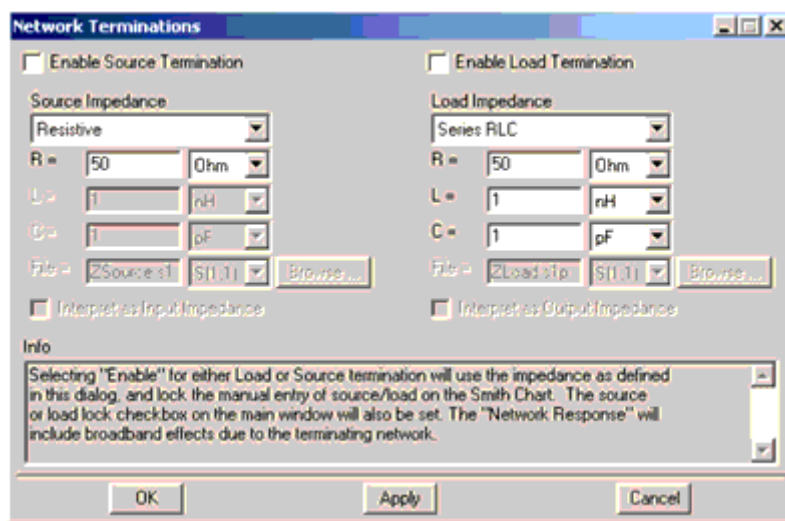 Network Terminations
Enable Source Termination Enable Load Termination
Source Impedance Load Impedance
Resistive Series RLC
R = 50 Ohm R = 50 Ohm
L = 1 nH L = 1 nH
C = 1 pF C = 1 pF
File = ZSource s1 S(1,1) Browse ... File = ZLoad s1p S(1,1) Browse ...
Interpret as Input Impedance Interpret as Output Impedance
Info
Selecting "Enable" for either Load or Source termination will use the impedance as defined
in this dialog, and lock the manual entry of source/load on the Smith Chart. The source
or load lock checkbox on the main window will also be set. The "Network Response" will
include broadband effects due to the terminating network.
OK Apply Cancel